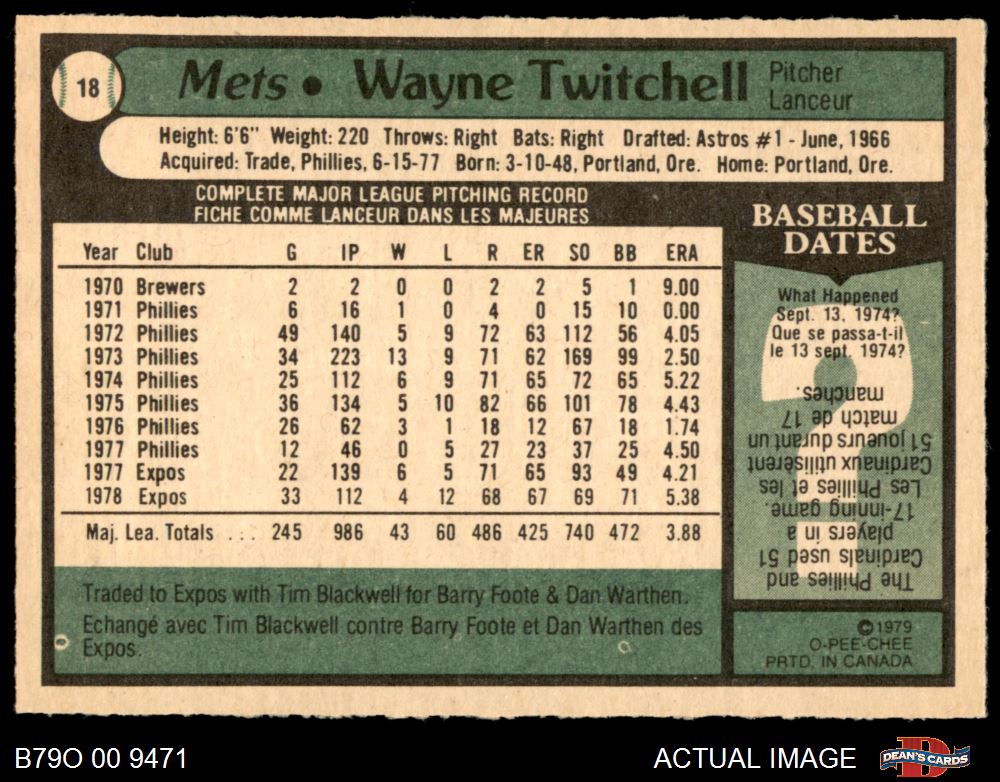 18
Mets • Wayne Twitchell
Pitcher
Lanceur
Height: 6'6" Weight: 220 Throws: Right Bats: Right Drafted: Astros #1 - June, 1966
Acquired: Trade, Phillies, 6-15-77 Born: 3-10-48, Portland, Ore. Home: Portland, Ore.
COMPLETE MAJOR LEAGUE PITCHING RECORD
FICHE COMME LANCEUR DANS LES MAJEURES
Year Club G IP W L R ER SO BB ERA
1970 Brewers 2 2 0 0 2 2 5 1 9.00
1971 Phillies 6 16 1 0 4 0 15 10 0.00
1972 Phillies 49 140 5 9 72 63 112 56 4.05
1973 Phillies 34 223 13 9 71 62 169 99 2.50
1974 Phillies 25 112 6 9 71 65 72 65 5.22
1975 Phillies 36 134 5 10 82 66 101 78 4.43
1976 Phillies 26 62 3 1 18 12 67 18 1.74
1977 Phillies 12 46 0 5 27 23 37 25 4.50
1977 Expos 22 139 6 5 71 65 93 49 4.21
1978 Expos 33 112 4 12 68 67 69 71 5.38
Maj. Lea. Totals ... 245 986 43 60 486 425 740 472 3.88
Traded to Expos with Tim Blackwell for Barry Foote & Dan Warthen.
Echangé avec Tim Blackwell contre Barry Foote et Dan Warthen des
Expos.
BASEBALL
DATES
What Happened
Sept. 13, 1974?
Que se passa-t-il
le 13 sept. 1974?
The Phillies and
Cardinals used 51
players in a
17-inning game.
Les Phillies et les
Cardinaux utilisèrent
51 joueurs durant un
match de 17
manches.
©1979
O-PEE-CHEE
PRTD. IN CANADA
B79O 00 9471
ACTUAL IMAGE
DEAN'S CARDS